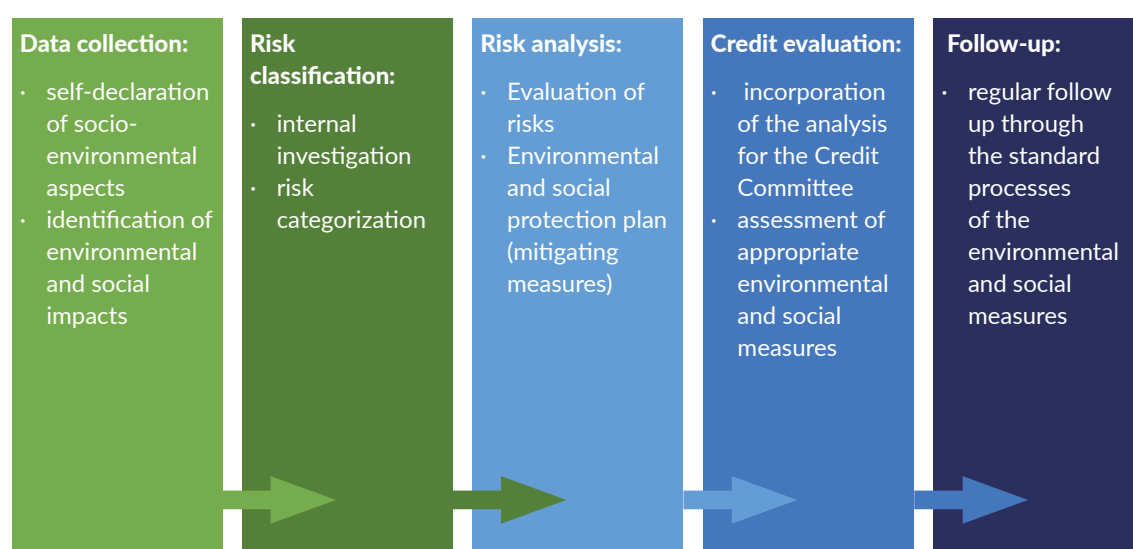 Data collection:
· self-declaration
of socio-
environmental
aspects
· identification of
environmental
and social
impacts
Risk
classification:
· internal
investigation
· risk
categorization
Risk analysis:
· Evaluation of
risks
· Environmental
and social
protection plan
(mitigating
measures)
Credit evaluation:
· incorporation
of the analysis
for the Credit
Committee
· assessment of
appropriate
environmental
and social
measures
Follow-up:
· regular follow
up through
the standard
processes
of the
environmental
and social
measures